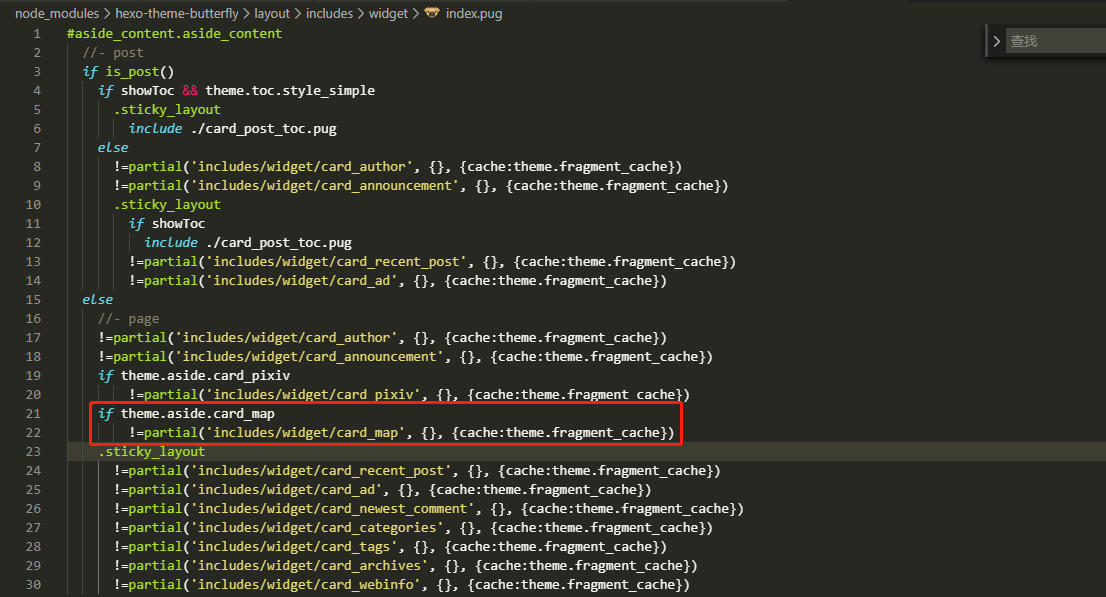 node_modules > hexo-theme-butterfly > layout > includes > widget > index.pug
查找
1 #aside_content.aside_content
2 //- post
3 if is_post()
4 if showToc && theme.toc.style_simple
5 .sticky_layout
6 include ./card_post_toc.pug
7 else
8 !=partial('includes/widget/card_author', {}, {cache:theme.fragment_cache})
9 !=partial('includes/widget/card_announcement', {}, {cache:theme.fragment_cache})
10 .sticky_layout
11 if showToc
12 include ./card_post_toc.pug
13 !=partial('includes/widget/card_recent_post', {}, {cache:theme.fragment_cache})
14 !=partial('includes/widget/card_ad', {}, {cache:theme.fragment_cache})
15 else
16 //- page
17 !=partial('includes/widget/card_author', {}, {cache:theme.fragment_cache})
18 !=partial('includes/widget/card_announcement', {}, {cache:theme.fragment_cache})
19 if theme.aside.card_pixiv
20 !=partial('includes/widget/card_pixiv', {}, {cache:theme.fragment_cache})
21 if theme.aside.card_map
22 !=partial('includes/widget/card_map', {}, {cache:theme.fragment_cache})
23 .sticky_layout
24 !=partial('includes/widget/card_recent_post', {}, {cache:theme.fragment_cache})
25 !=partial('includes/widget/card_ad', {}, {cache:theme.fragment_cache})
26 !=partial('includes/widget/card_newest_comment', {}, {cache:theme.fragment_cache})
27 !=partial('includes/widget/card_categories', {}, {cache:theme.fragment_cache})
28 !=partial('includes/widget/card_tags', {}, {cache:theme.fragment_cache})
29 !=partial('includes/widget/card_archives', {}, {cache:theme.fragment_cache})
30 !=partial('includes/widget/card_webinfo', {}, {cache:theme.fragment_cache})